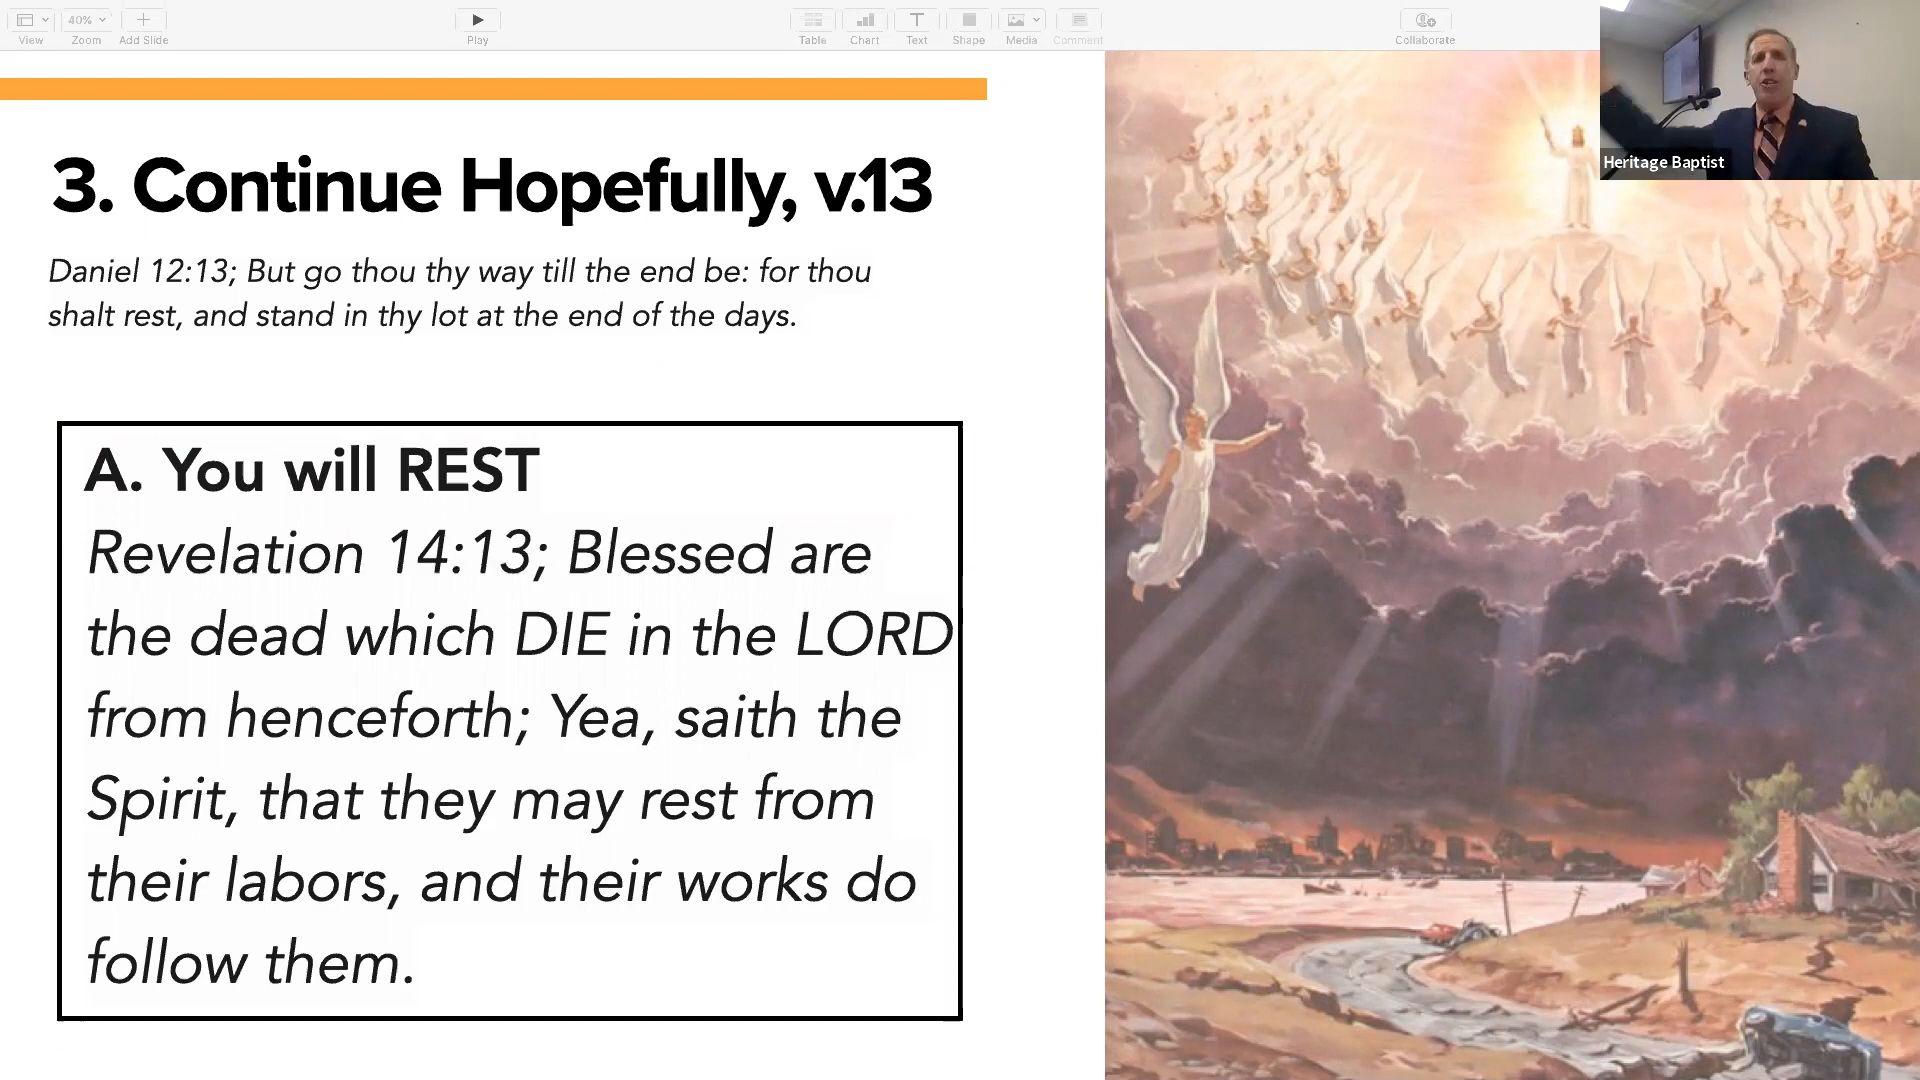 40%
View
Zoom
Add Slide
Play
Table
Chart
Text
Shape
Media
Comment
Collaborate
Heritage Baptist
3. Continue Hopefully, v.13
Daniel 12:13; But go thou thy way till the end be: for thou
shalt rest, and stand in thy lot at the end of the days.
A. You will REST
Revelation 14:13; Blessed are
the dead which DIE in the LORD
from henceforth; Yea, saith the
Spirit, that they may rest from
their labors, and their works do
follow them.